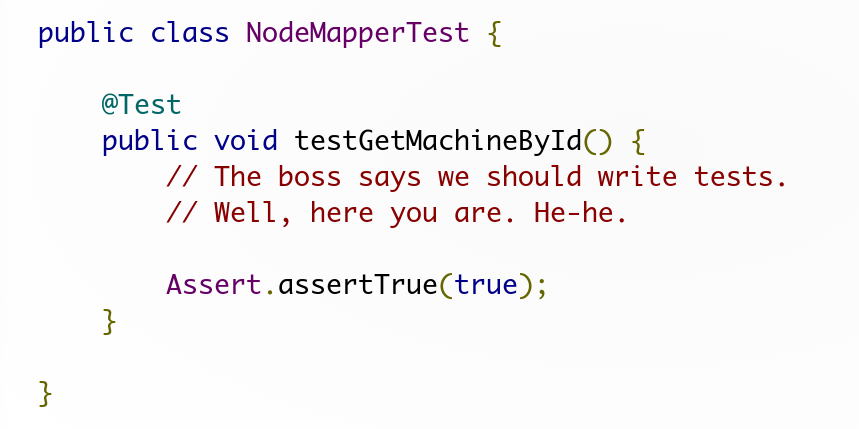 public class NodeMapperTest {
@Test
public void testGetMachineById() {
// The boss says we should write tests.
// Well, here you are. He-he.
Assert.assertTrue(true);
}
}